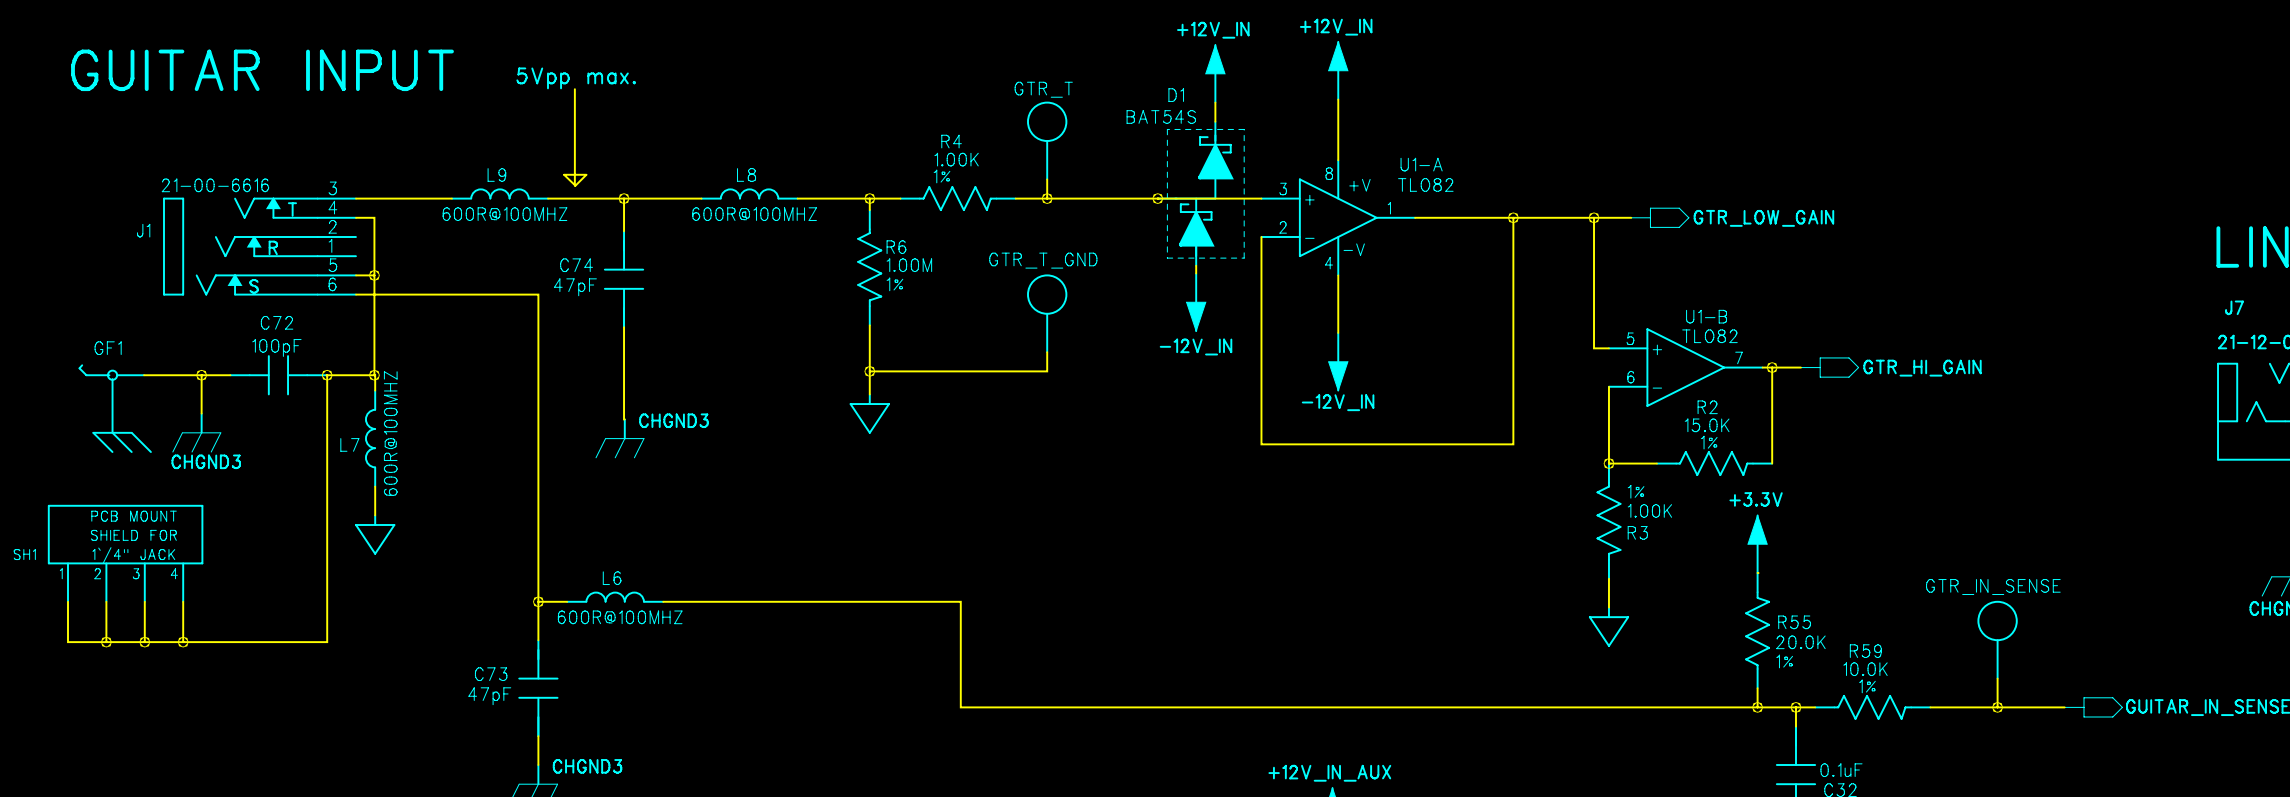 GUITAR INPUT
5Vpp max.
GTR_T
+12V_IN
+12V_IN
D1
BAT54S
R4
1.00K
1%
U1-A
TL082
21-00-6616
J1
3
4
2
1
5
6
T
R
S
L9
600R@100MHZ
L8
600R@100MHZ
8
+V
3
+
2
-
1
-V
4
GTR_LOW_GAIN
LIN
C74
47pF
R6
1.00M
1%
GTR_T_GND
-12V_IN
-12V_IN
J7
21-12-0
U1-B
TL082
5
+
6
-
7
GTR_HI_GAIN
C72
100pF
GF1
CHGND3
L7
600R@100MHZ
CHGND3
R2
15.0K
1%
1%
1.00K
R3
+3.3V
PCB MOUNT
SHIELD FOR
1`/4" JACK
SH1
1
2
3
4
L6
600R@100MHZ
GTR_IN_SENSE
CHGN
R55
20.0K
1%
R59
10.0K
1%
C73
47pF
GUITAR_IN_SENSE
CHGND3
+12V_IN_AUX
0.1uF
C32